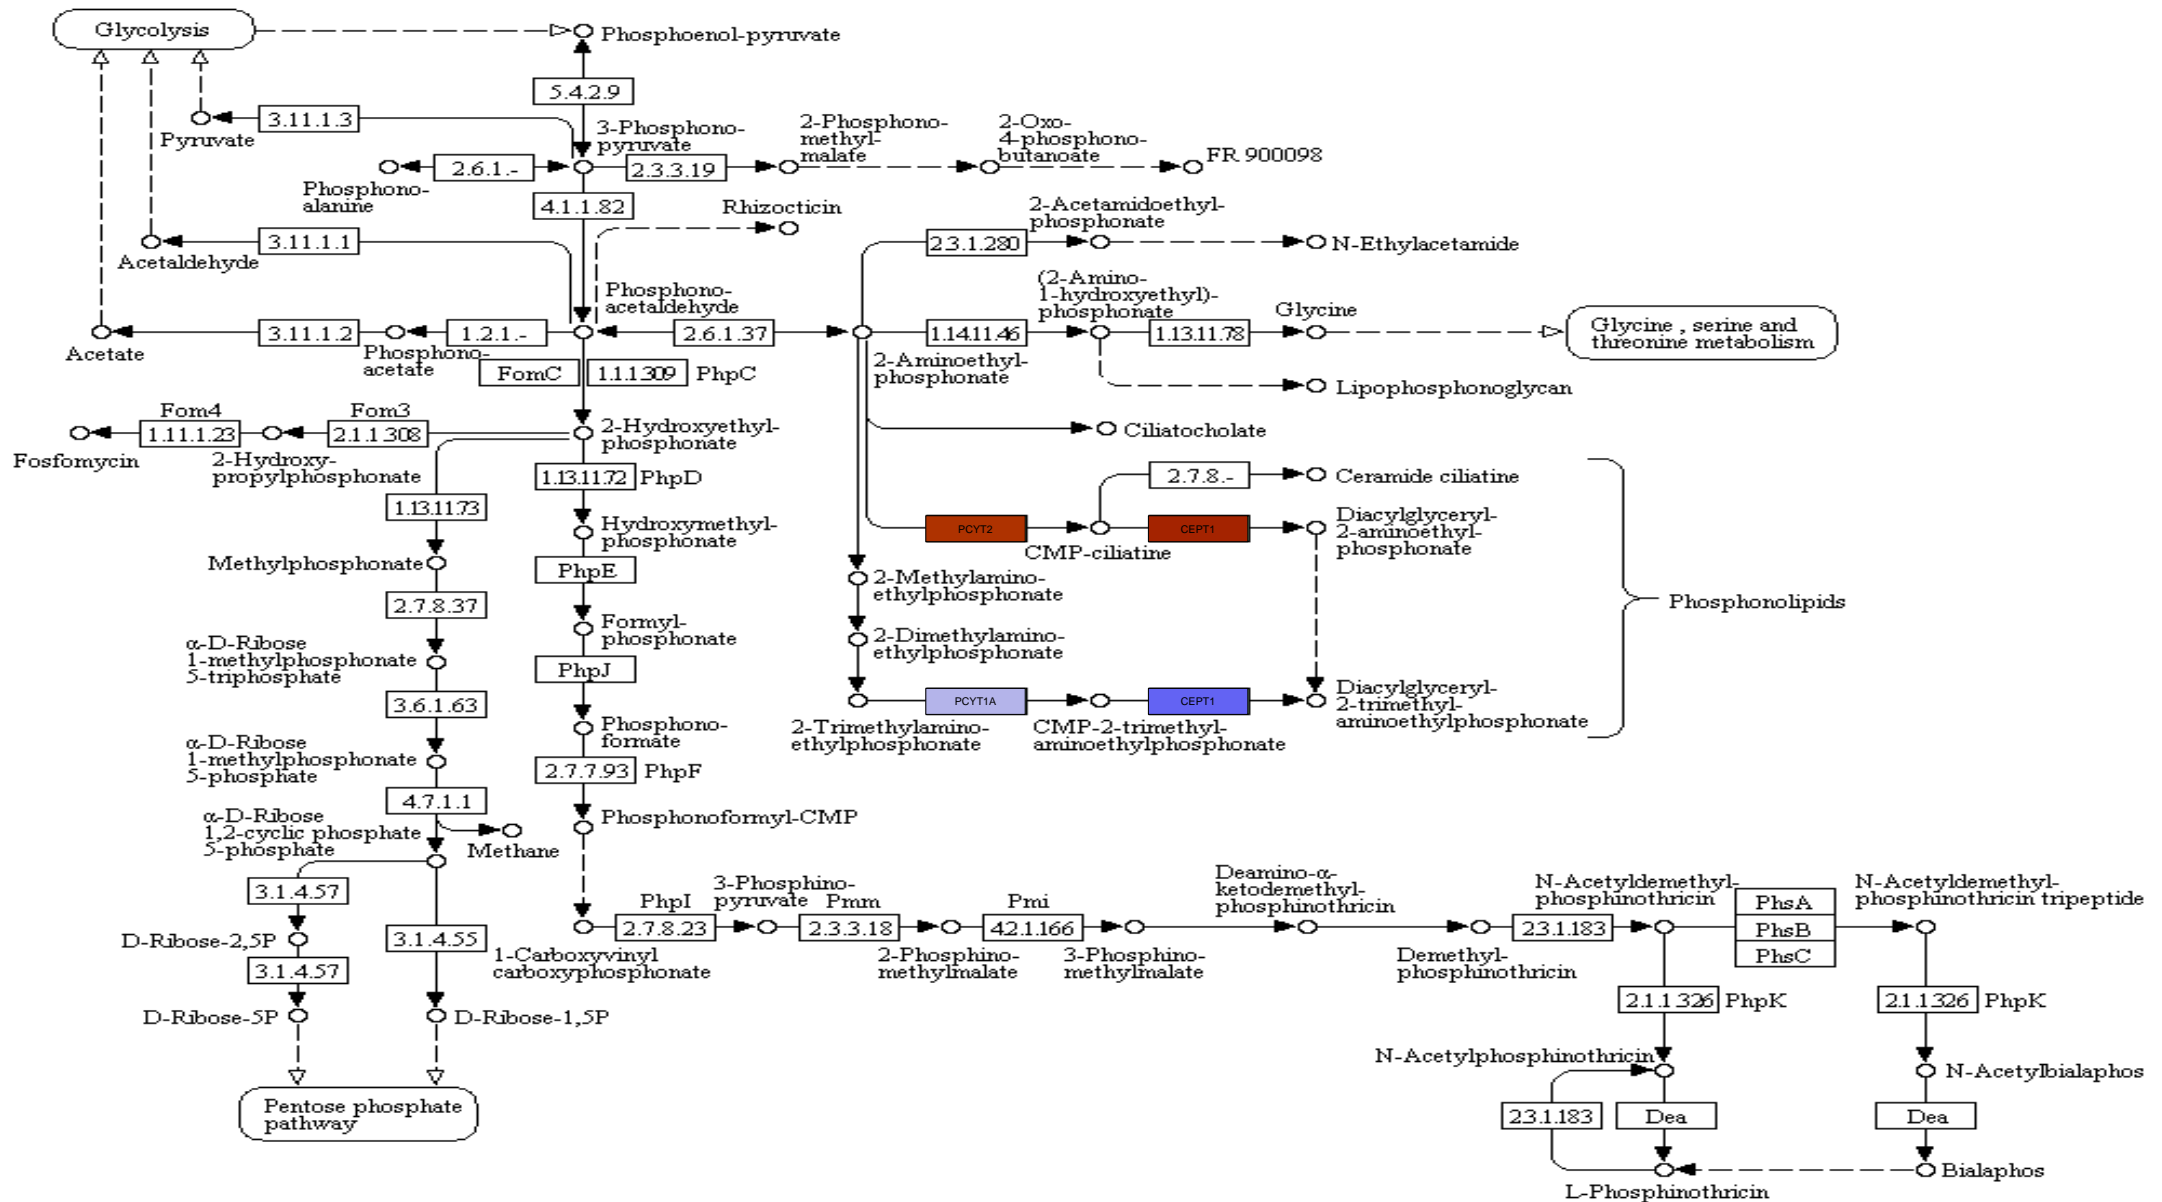 Glycolysis
Phosphoenol-pyruvate
5.4.2.9
3.11.1.3
Pyruvate
3-Phosphono-
pyruvate
2-Phosphono-
methyl-
malate
2-Oxo-
4-phosphono-
butanoate
FR 900098
2.6.1.-
2.3.3.19
Phosphono-
alanine
4.1.1.82
Rhizocticin
2-Acetamidoethyl-
phosphonate
3.11.1.1
Acetaldehyde
2.3.1.280
N-Ethylacetamide
Phosphono-
acetaldehyde
(2-Amino-
1-hydroxyethyl)-
phosphonate
Glycine
3.11.1.2
1.2.1.-
2.6.1.37
1.14.11.46
1.13.11.78
Glycine , serine and
threonine metabolism
Acetate
Phosphono-
acetate
FomC
1.1.1.309
PhpC
2-Aminoethyl-
phosphonate
Lipophosphonoglycan
Fom4
Fom3
1.11.1.23
2.1.1.308
2-Hydroxyethyl-
phosphonate
Ciliatocholate
Fosfomycin
2-Hydroxy-
propylphosphonate
1.13.11.72
PhpD
2.7.8.-
Ceramide ciliatine
1.13.11.73
Hydroxymethyl-
phosphonate
PCYT2
CEPT1
CMP-ciliatine
Diacylglyceryl-
2-aminoethyl-
phosphonate
Methylphosphonate
PhpE
2-Methylamino-
ethylphosphonate
2.7.8.37
Formyl-
phosphonate
Phosphonolipids
α-D-Ribose
1-methylphosphonate
5-triphosphate
PhpJ
2-Dimethylamino-
ethylphosphonate
3.6.1.63
PCYT1A
CEPT1
Diacylglyceryl-
2-trimethyl-
aminoethylphosphonate
Phosphono-
formate
2-Trimethylamino-
ethylphosphonate
CMP-2-trimethyl-
aminoethylphosphonate
α-D-Ribose
1-methylphosphonate
5-phosphate
2.7.7.93
PhpF
4.7.1.1
α-D-Ribose
1,2-cyclic phosphate
5-phosphate
Methane
Phosphonoformyl-CMP
3.1.4.57
PhpI
3-Phosphino-
pyruvate
Pmm
Pmi
Deamino-α-
ketodemethyl-
phosphinothricin
N-Acetyldemethyl-
phosphinothricin
PhsA
PhsB
PhsC
N-Acetyldemethyl-
phosphinothricin tripeptide
D-Ribose-2,5P
3.1.4.55
2.7.8.23
2.3.3.18
4.2.1.166
2.3.1.183
3.1.4.57
1-Carboxyvinyl
carboxyphosphonate
2-Phosphino-
methylmalate
3-Phosphino-
methylmalate
Demethyl-
phosphinothricin
2.1.1.326
PhpK
2.1.1.326
PhpK
D-Ribose-5P
D-Ribose-1,5P
N-Acetylphosphinothricin
N-Acetylbialaphos
Pentose phosphate
pathway
2.3.1.183
Dea
Dea
Bialaphos
L-Phosphinothricin